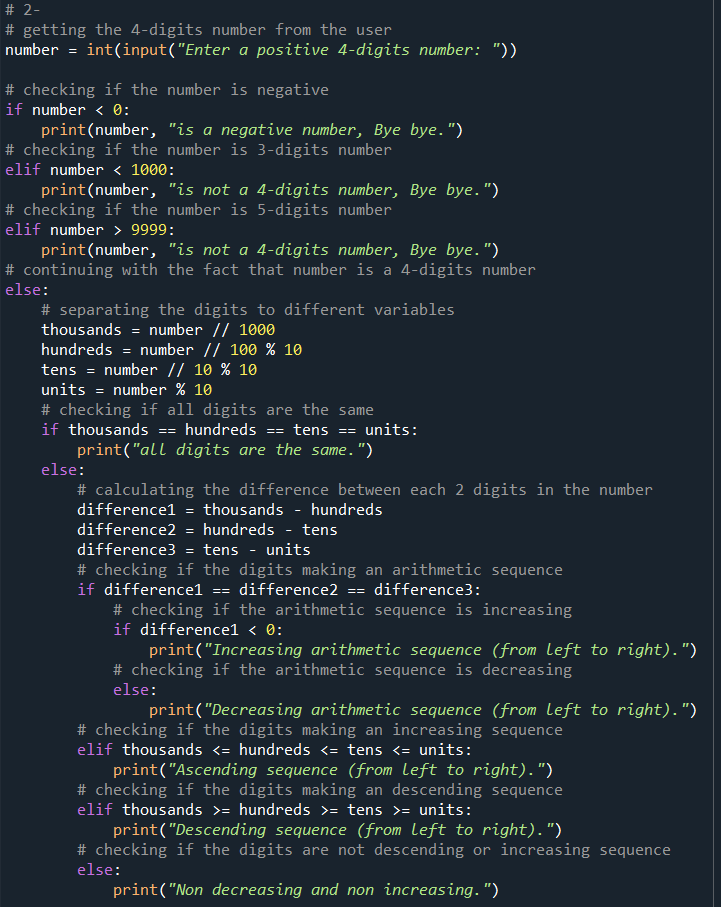 # 2-
# getting the 4-digits number from the user
number = int(input("Enter a positive 4-digits number: "))

# checking if the number is negative
if number < 0:
    print(number, "is a negative number, Bye bye.")
# checking if the number is 3-digits number
elif number < 1000:
    print(number, "is not a 4-digits number, Bye bye.")
# checking if the number is 5-digits number
elif number > 9999:
    print(number, "is not a 4-digits number, Bye bye.")
# continuing with the fact that number is a 4-digits number
else:
    # separating the digits to different variables
    thousands = number // 1000
    hundreds = number // 100 % 10
    tens = number // 10 % 10
    units = number % 10
    # checking if all digits are the same
    if thousands == hundreds == tens == units:
        print("all digits are the same.")
    else:
        # calculating the difference between each 2 digits in the number
        difference1 = thousands - hundreds
        difference2 = hundreds - tens
        difference3 = tens - units
        # checking if the digits making an arithmetic sequence
        if difference1 == difference2 == difference3:
            # checking if the arithmetic sequence is increasing
            if difference1 < 0:
                print("Increasing arithmetic sequence (from left to right).")
            # checking if the arithmetic sequence is decreasing
            else:
                print("Decreasing arithmetic sequence (from left to right).")
        # checking if the digits making an increasing sequence
        elif thousands <= hundreds <= tens <= units:
            print("Ascending sequence (from left to right).")
        # checking if the digits making an descending sequence
        elif thousands >= hundreds >= tens >= units:
            print("Descending sequence (from left to right).")
        # checking if the digits are not descending or increasing sequence
        else:
            print("Non decreasing and non increasing.")